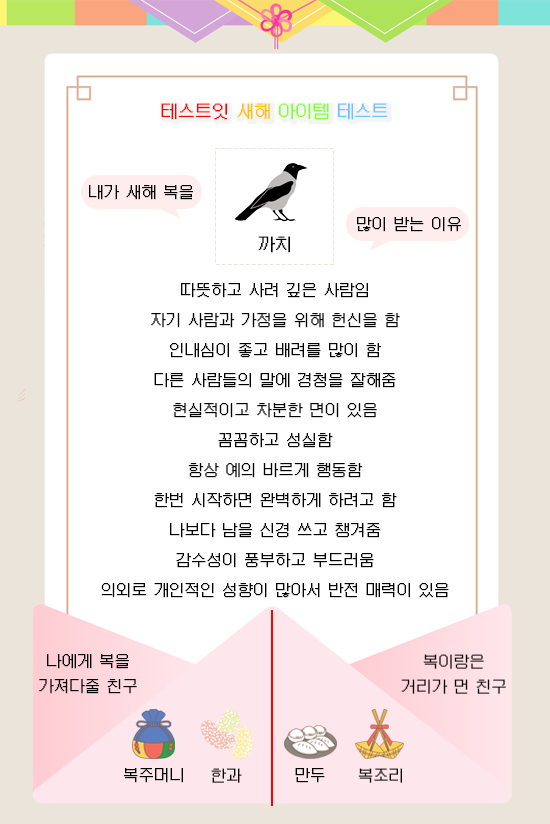 테스트잇 새해 아이템 테스트
내가 새해 복을
많이 받는 이유
까치
따뜻하고 사려 깊은 사람임
자기 사람과 가정을 위해 헌신을 함
인내심이 좋고 배려를 많이 함
다른 사람들의 말에 경청을 잘해줌
현실적이고 차분한 면이 있음
꼼꼼하고 성실함
항상 예의 바르게 행동함
한번 시작하면 완벽하게 하려고 함
나보다 남을 신경 쓰고 챙겨줌
감수성이 풍부하고 부드러움
의외로 개인적인 성향이 많아서 반전 매력이 있음
나에게 복을
가져다줄 친구
복주머니
한과
복이랑은
거리가 먼 친구
만두
복조리